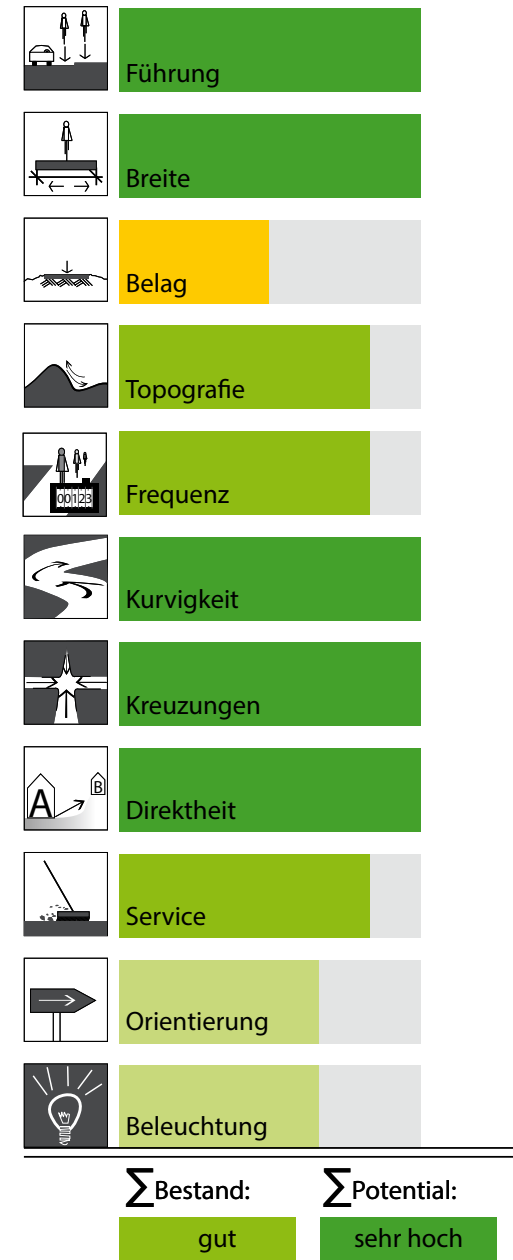 Führung
Breite
Belag
Topografie
00123
Frequenz
Kurvigkeit
Kreuzungen
A B
Direktheit
Service
Orientierung
Beleuchtung
∑Bestand: ∑Potential:
gut sehr hoch